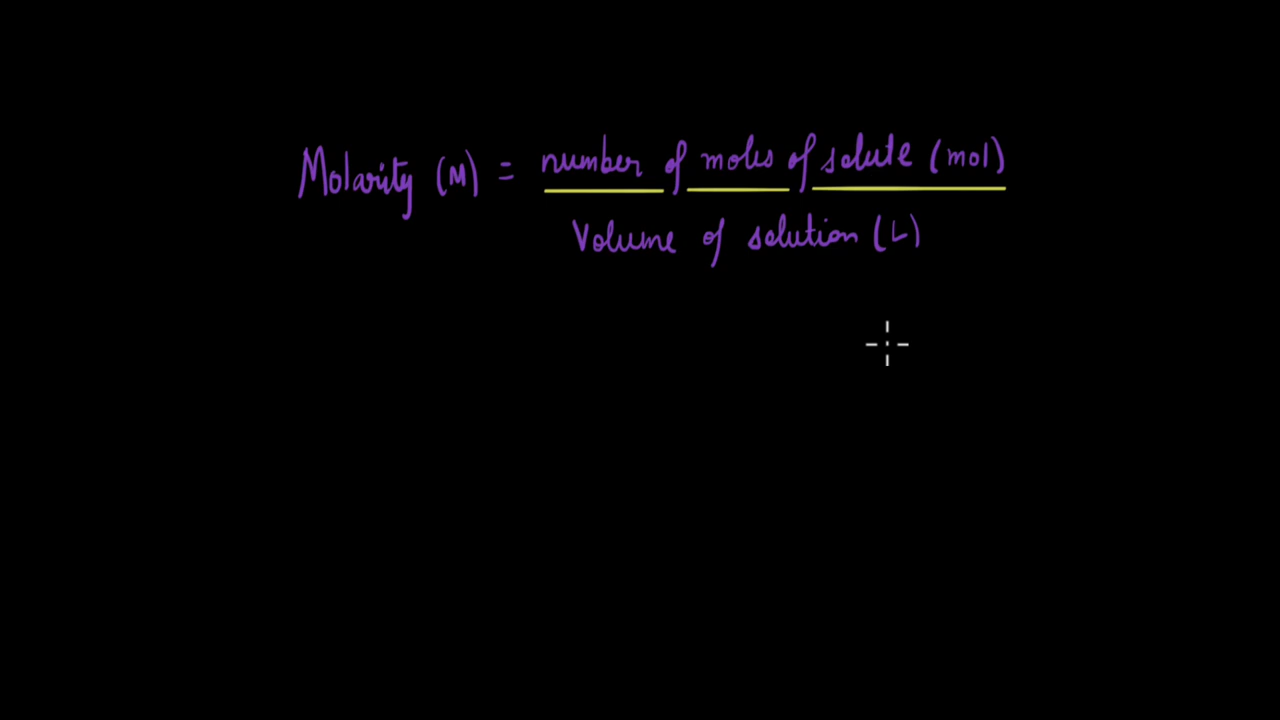 Molarity (M) = number of moles of solute (mol)
Volume of solution (L)